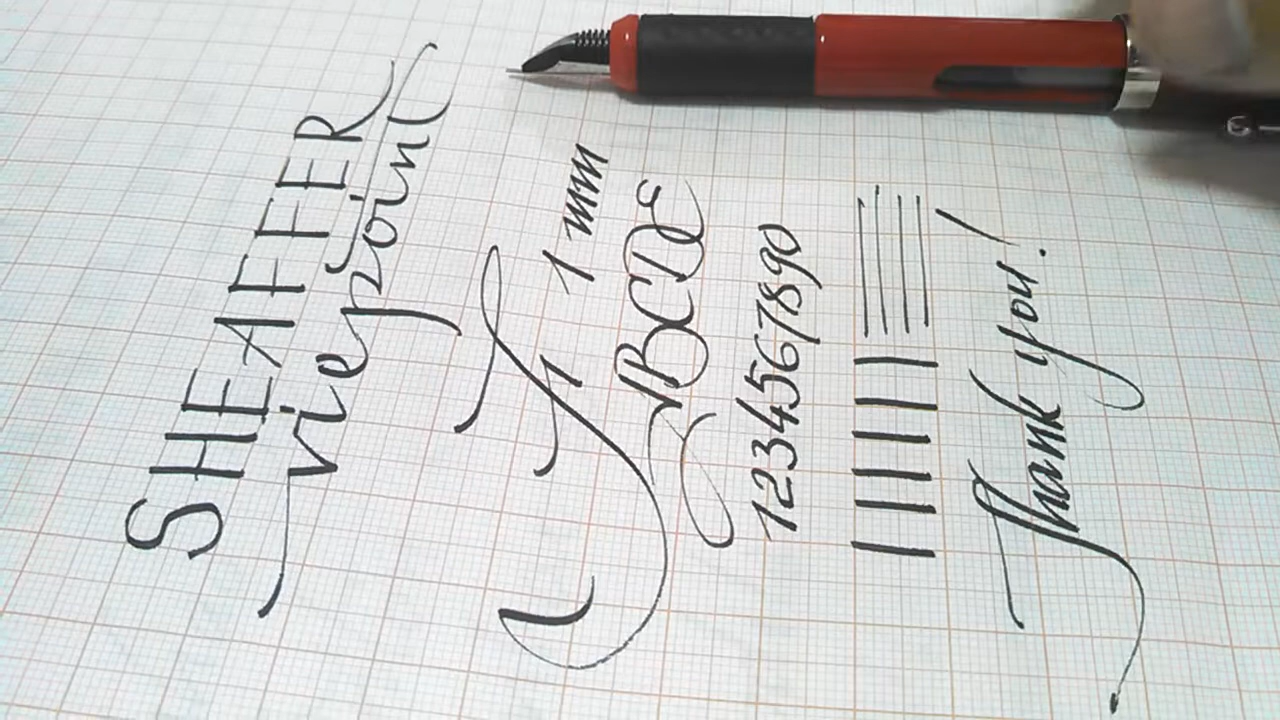 SHEAFFER
viepoint
F 1 mm
ABCDE
1234567890
Thank you!